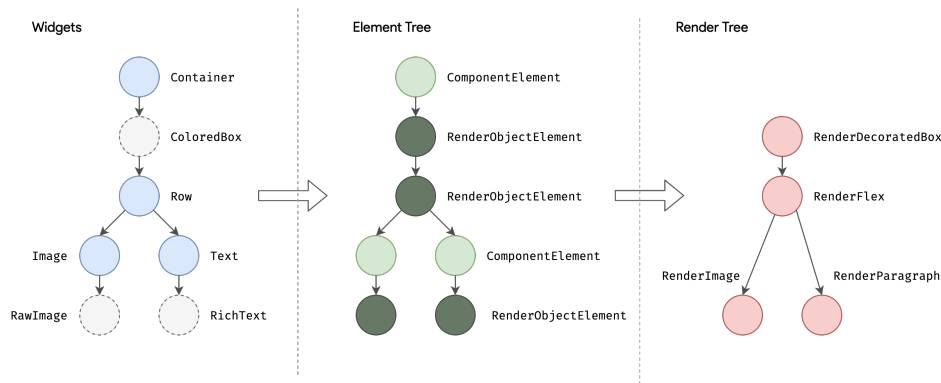 Widgets
Element Tree
Render Tree
Container
ComponentElement
ColoredBox
RenderObjectElement
RenderDecoratedBox
Row
RenderObjectElement
RenderFlex
Image
Text
ComponentElement
RenderImage
RenderParagraph
RawImage
RichText
RenderObjectElement